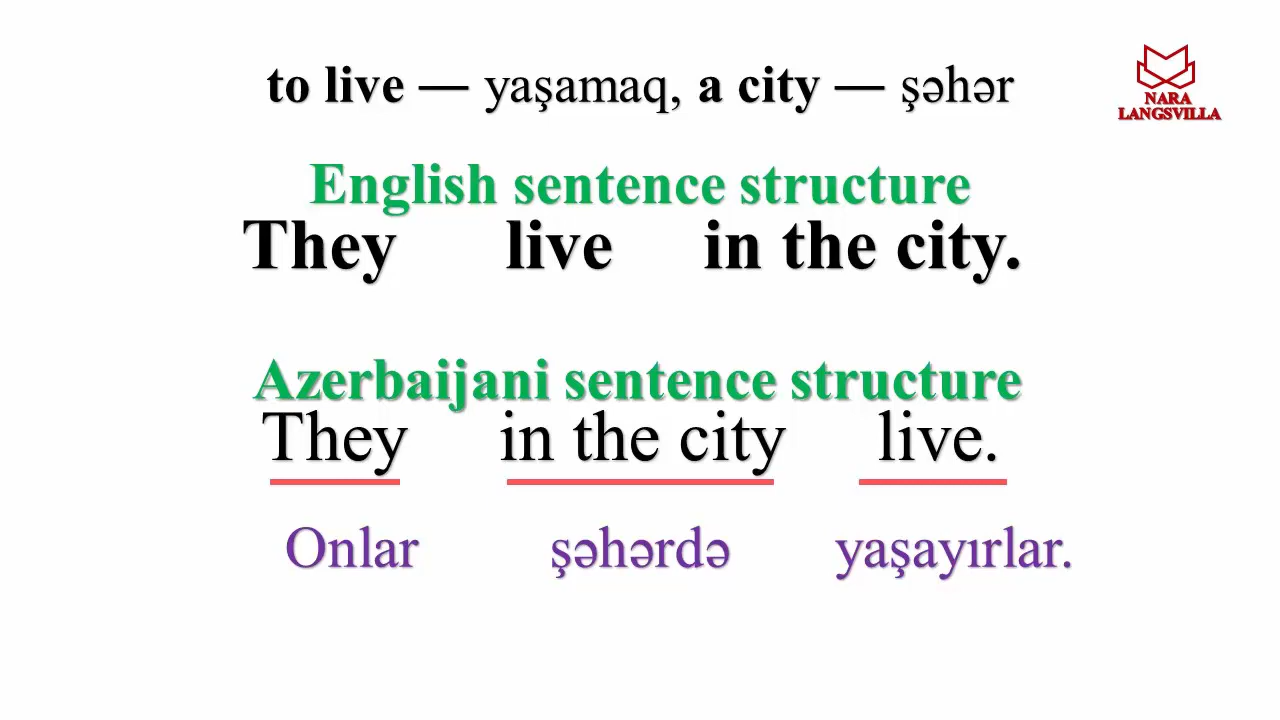 to live — yaşamaq, a city — şəhər
NARA
LANGSVILLA
English sentence structure
They live in the city.
Azerbaijani sentence structure
They in the city live.
Onlar şəhərdə yaşayırlar.